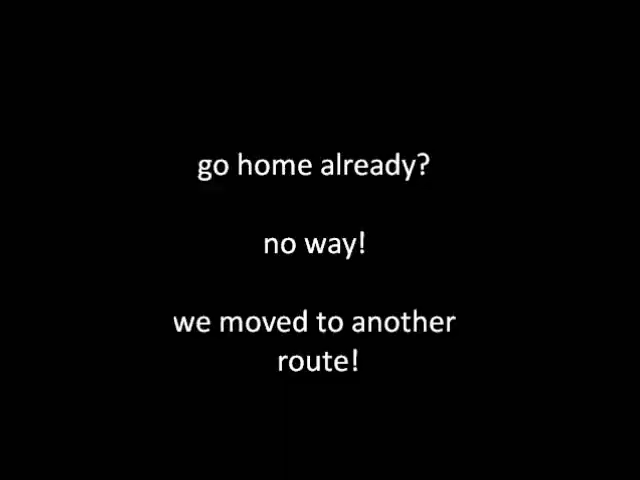 go home already?
no way!
we moved to another
route!